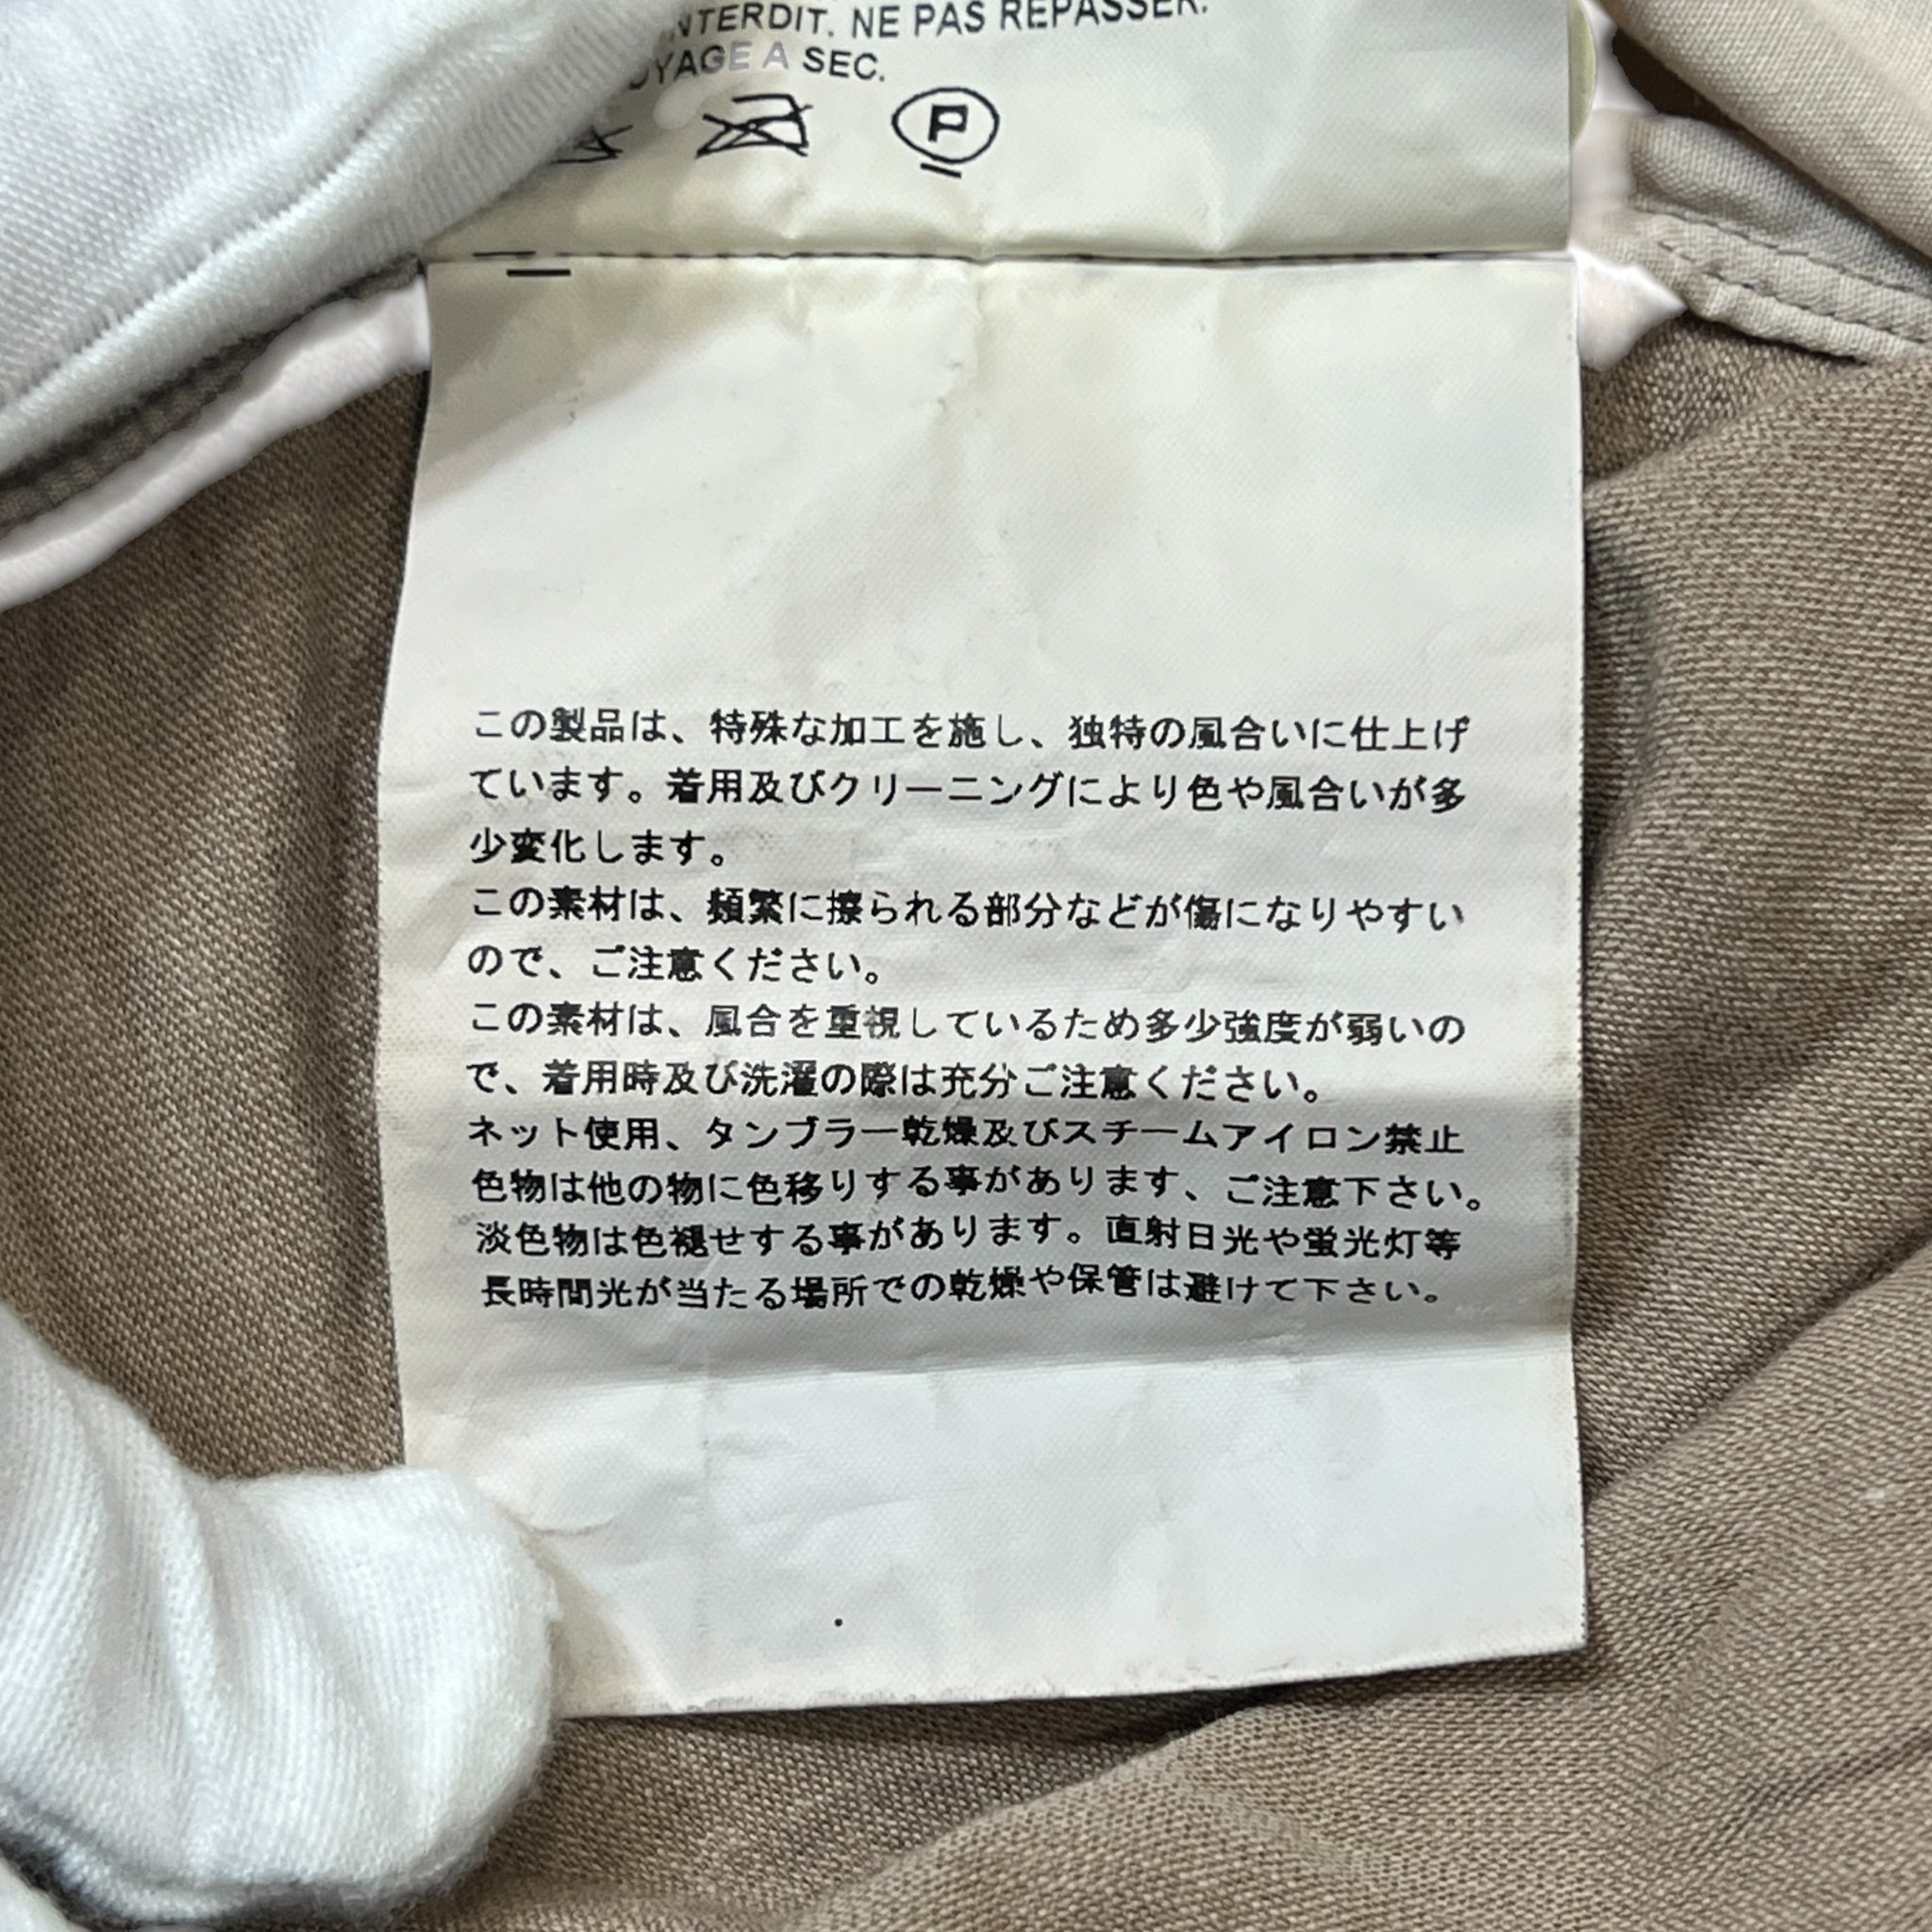 INTERDIT. NE PAS REPASSER.
A SEC.
P
この製品は、特殊な加工を施し、独特の風合いに仕上げ
ています。着用及びクリーニングにより色や風合いが多
少変化します。
この素材は、頻繁に擦られる部分などが傷になりやすい
ので、ご注意ください。
この素材は、風合を重視しているため多少強度が弱いの
で、着用時及び洗濯の際は充分ご注意ください。
ネット使用、タンブラー乾燥及びスチームアイロン禁止
色物は他の物に色移りする事があります、ご注意下さい。
淡色物は色褪せする事があります。直射日光や蛍光灯等
長時間光が当たる場所での乾燥や保管は避けて下さい。